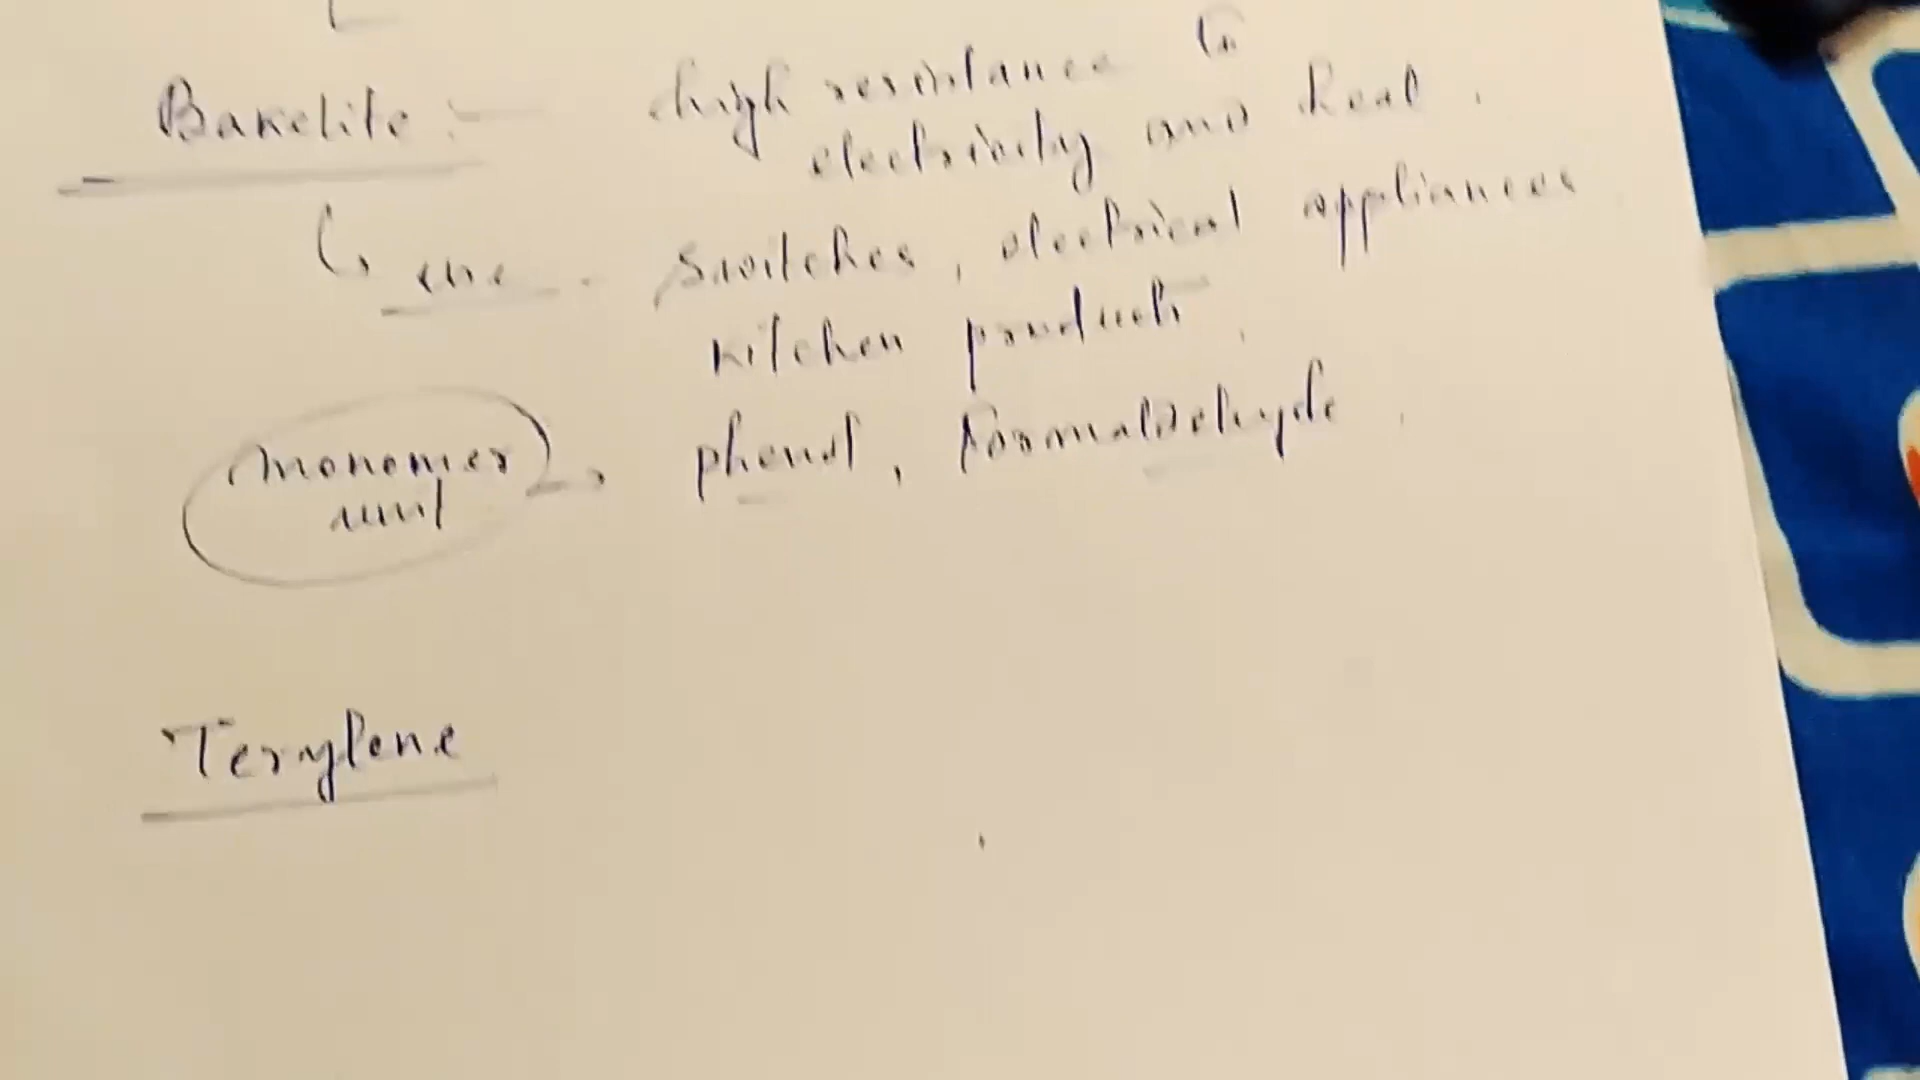 Bakelite :- high resistance to
electricity and heat.
use - switches, electrical appliances
kitchen products.
monomer unit → phenol, Formaldehyde.
Terylene